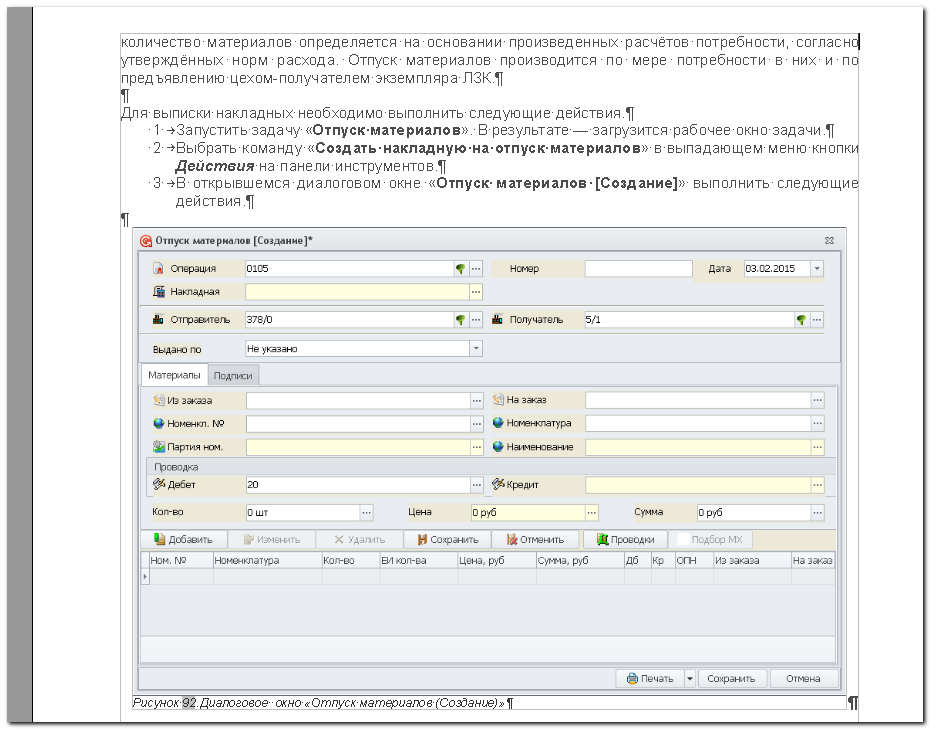 количество материалов определяется на основании произведенных расчётов потребности, согласно
утверждённых норм расхода. Отпуск материалов производится по мере потребности в них и по
предъявлению цехом-получателем экземпляра ЛЗК.¶
¶
Для выписки накладных необходимо выполнить следующие действия.¶
1 → Запустить задачу «Отпуск материалов». В результате — загрузится рабочее окно задачи.¶
2 → Выбрать команду «Создать накладную на отпуск материалов» в выпадающем меню кнопки
Действия на панели инструментов.¶
3 → В открывшемся диалоговом окне «Отпуск материалов [Создание]» выполнить следующие
действия.¶
¶
Отпуск материалов [Создание]*
Операция 0105 ... Номер Дата 03.02.2015
Накладная ...
Отправитель 378/0 ... Получатель 5/1 ...
Выдано по Не указано
Материалы Подписи
Из заказа ... На заказ ...
Номенкл. № ... Номенклатура ...
Партия ном. ... Наименование ...
Проводка
Дебет 20 ... Кредит ...
Кол-во 0 шт ... Цена 0 руб ... Сумма 0 руб ...
Добавить Изменить Удалить Сохранить Отменить Проводки Подбор МХ
Ном. № Номенклатура Кол-во ЕИ кол-ва Цена, руб Сумма, руб Дб Кр ОПН Из заказа На заказ
Печать Сохранить Отмена
Рисунок 92. Диалоговое окно «Отпуск материалов (Создание)» ¶ ¶